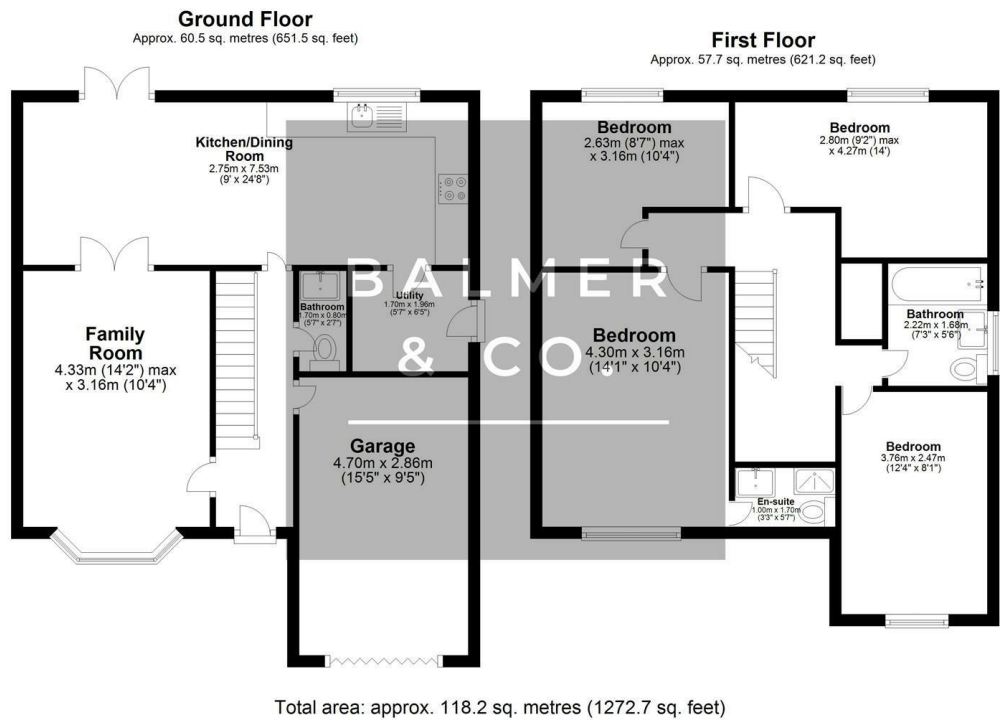 Ground Floor
Approx. 60.5 sq. metres (651.5 sq. feet)
Kitchen/Dining
Room
2.75m x 7.53m
(9' x 24'8")
Bathroom
1.70m x 0.80m
(5'7" x 2'7")
Utility
1.70m x 1.96m
(5'7" x 6'5")
Family
Room
4.33m (14'2") max
x 3.16m (10'4")
Garage
4.70m x 2.86m
(15'5" x 9'5")
First Floor
Approx. 57.7 sq. metres (621.2 sq. feet)
Bedroom
2.63m (8'7") max
x 3.16m (10'4")
Bedroom
2.80m (9'2") max
x 4.27m (14')
Bedroom
4.30m x 3.16m
(14'1" x 10'4")
Bathroom
2.22m x 1.68m
(7'3" x 5'6")
Bedroom
3.76m x 2.47m
(12'4" x 8'1")
En-suite
1.00m x 1.70m
(3'3" x 5'7")
BALMER
& CO.
Total area: approx. 118.2 sq. metres (1272.7 sq. feet)